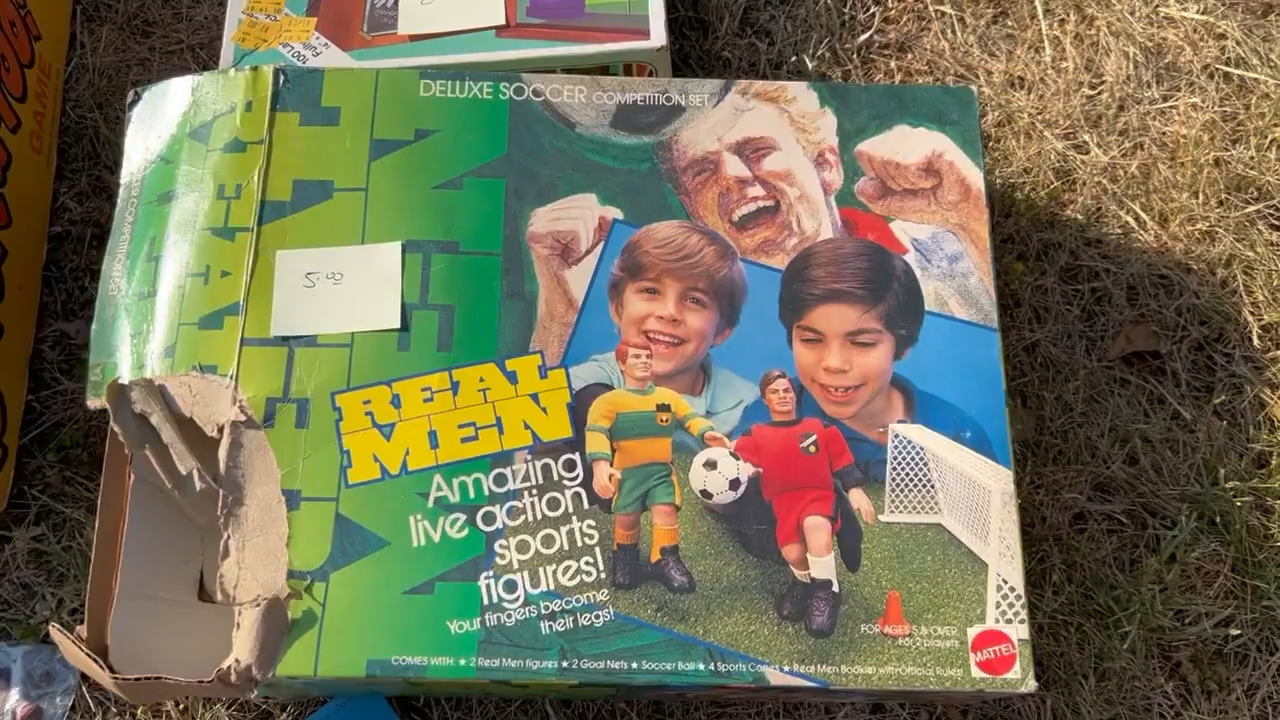 DELUXE SOCCER COMPETITION SET
5.00
REAL
MEN
Amazing
live action
sports
figures!
Your fingers become
their legs!
FOR AGES 5 & OVER
For 2 players
COMES WITH: ★ 2 Real Men figures ★ 2 Goal Nets ★ Soccer Ball ★ 4 Sports Cones ★ Real Men Booklet with Official Rules!
MATTEL
GAME